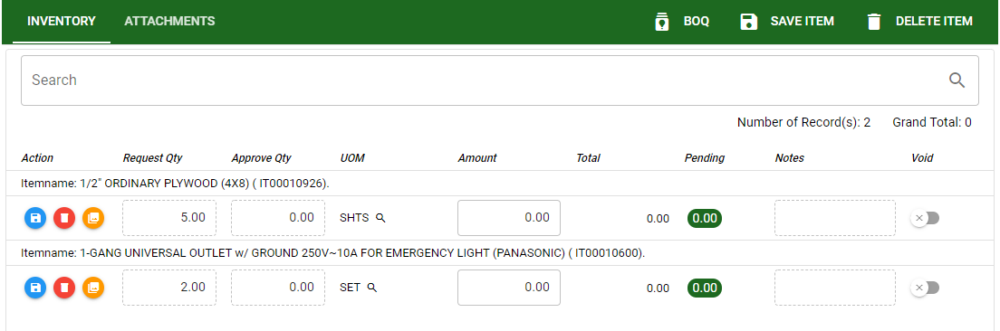 INVENTORY ATTACHMENTS BOQ SAVE ITEM DELETE ITEM
Search
Number of Record(s): 2 Grand Total: 0
Action Request Qty Approve Qty UOM Amount Total Pending Notes Void
Itemname: 1/2" ORDINARY PLYWOOD (4X8) ( IT00010926).
5.00 0.00 SHTS 0.00 0.00 0.00
Itemname: 1-GANG UNIVERSAL OUTLET w/ GROUND 250V~10A FOR EMERGENCY LIGHT (PANASONIC) ( IT00010600).
2.00 0.00 SET 0.00 0.00 0.00